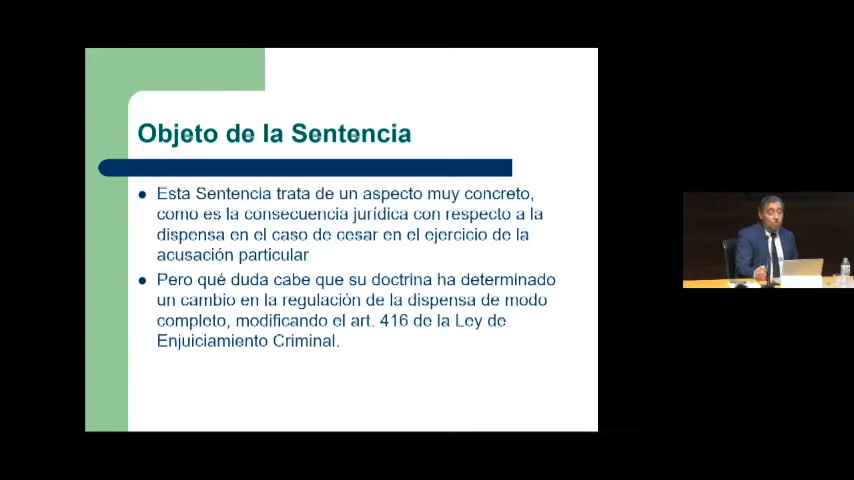 Objeto de la Sentencia
● Esta Sentencia trata de un aspecto muy concreto,
como es la consecuencia jurídica con respecto a la
dispensa en el caso de cesar en el ejercicio de la
acusación particular
● Pero qué duda cabe que su doctrina ha determinado
un cambio en la regulación de la dispensa de modo
completo, modificando el art. 416 de la Ley de
Enjuiciamiento Criminal.